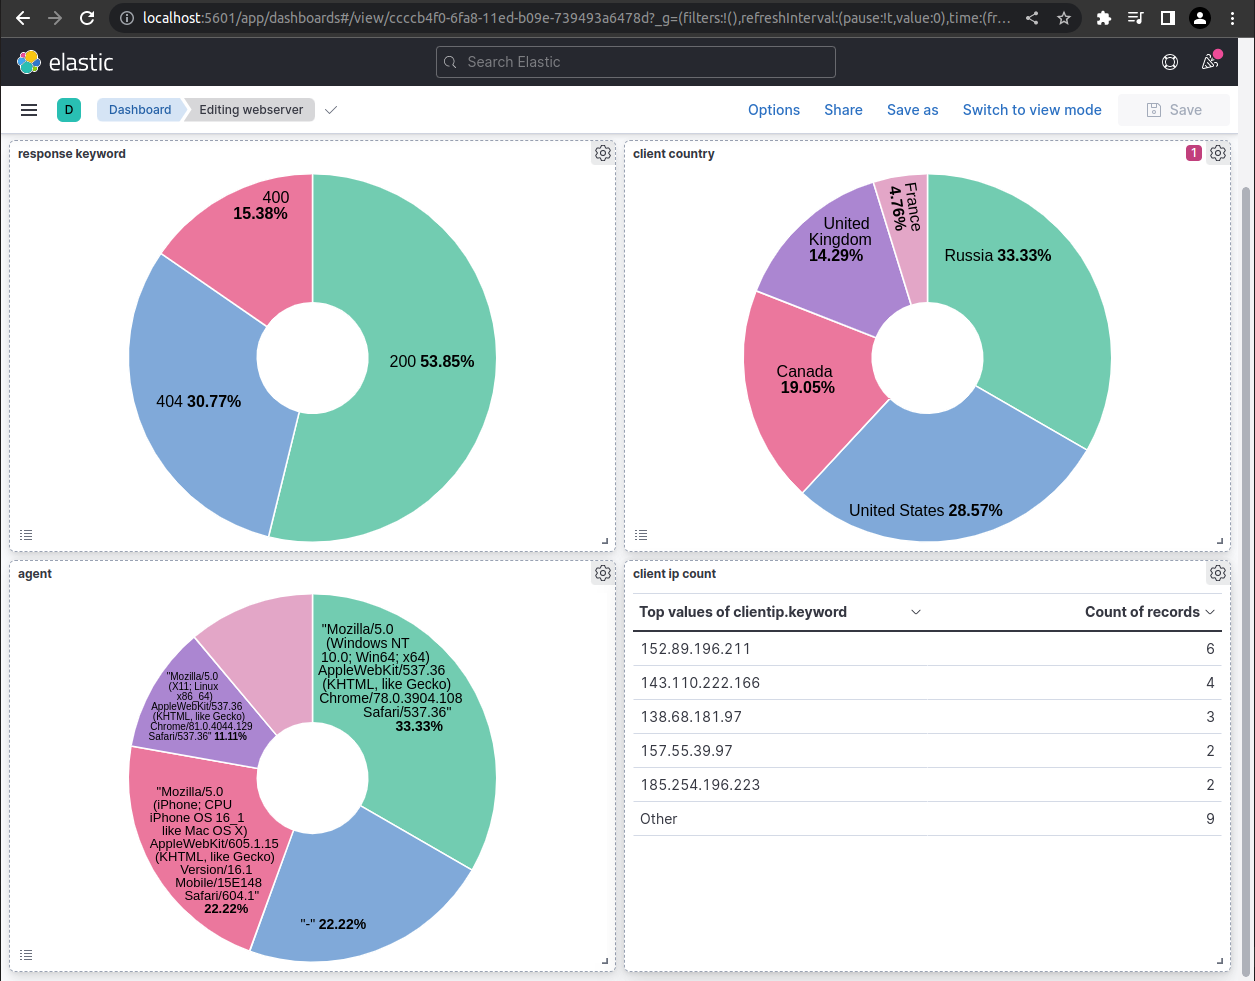 localhost:5601/app/dashboards#/view/ccccb4f0-6fa8-11ed-b09e-739493a6478d?_g=(filters:!(),refreshInterval:(pause:!t,value:0),time:(fr...
elastic
Search Elastic
D
Dashboard
Editing webserver
Options
Share
Save as
Switch to view mode
Save
response keyword
400
15.38%
200 53.85%
404 30.77%
client country
1
France
4.76%
United
Kingdom
14.29%
Russia 33.33%
Canada
19.05%
United States 28.57%
agent
"Mozilla/5.0
(Windows NT
10.0; Win64; x64)
AppleWebKit/537.36
(KHTML, like Gecko)
Chrome/78.0.3904.108
Safari/537.36"
33.33%
"Mozilla/5.0
(X11; Linux
x86_64)
AppleWebKit/537.36
(KHTML, like Gecko)
Chrome/81.0.4044.129
Safari/537.36" 11.11%
"Mozilla/5.0
(iPhone; CPU
iPhone OS 16_1
like Mac OS X)
AppleWebKit/605.1.15
(KHTML, like Gecko)
Version/16.1
Mobile/15E148
Safari/604.1"
22.22%
"-" 22.22%
client ip count
Top values of clientip.keyword Count of records
152.89.196.211 6
143.110.222.166 4
138.68.181.97 3
157.55.39.97 2
185.254.196.223 2
Other 9